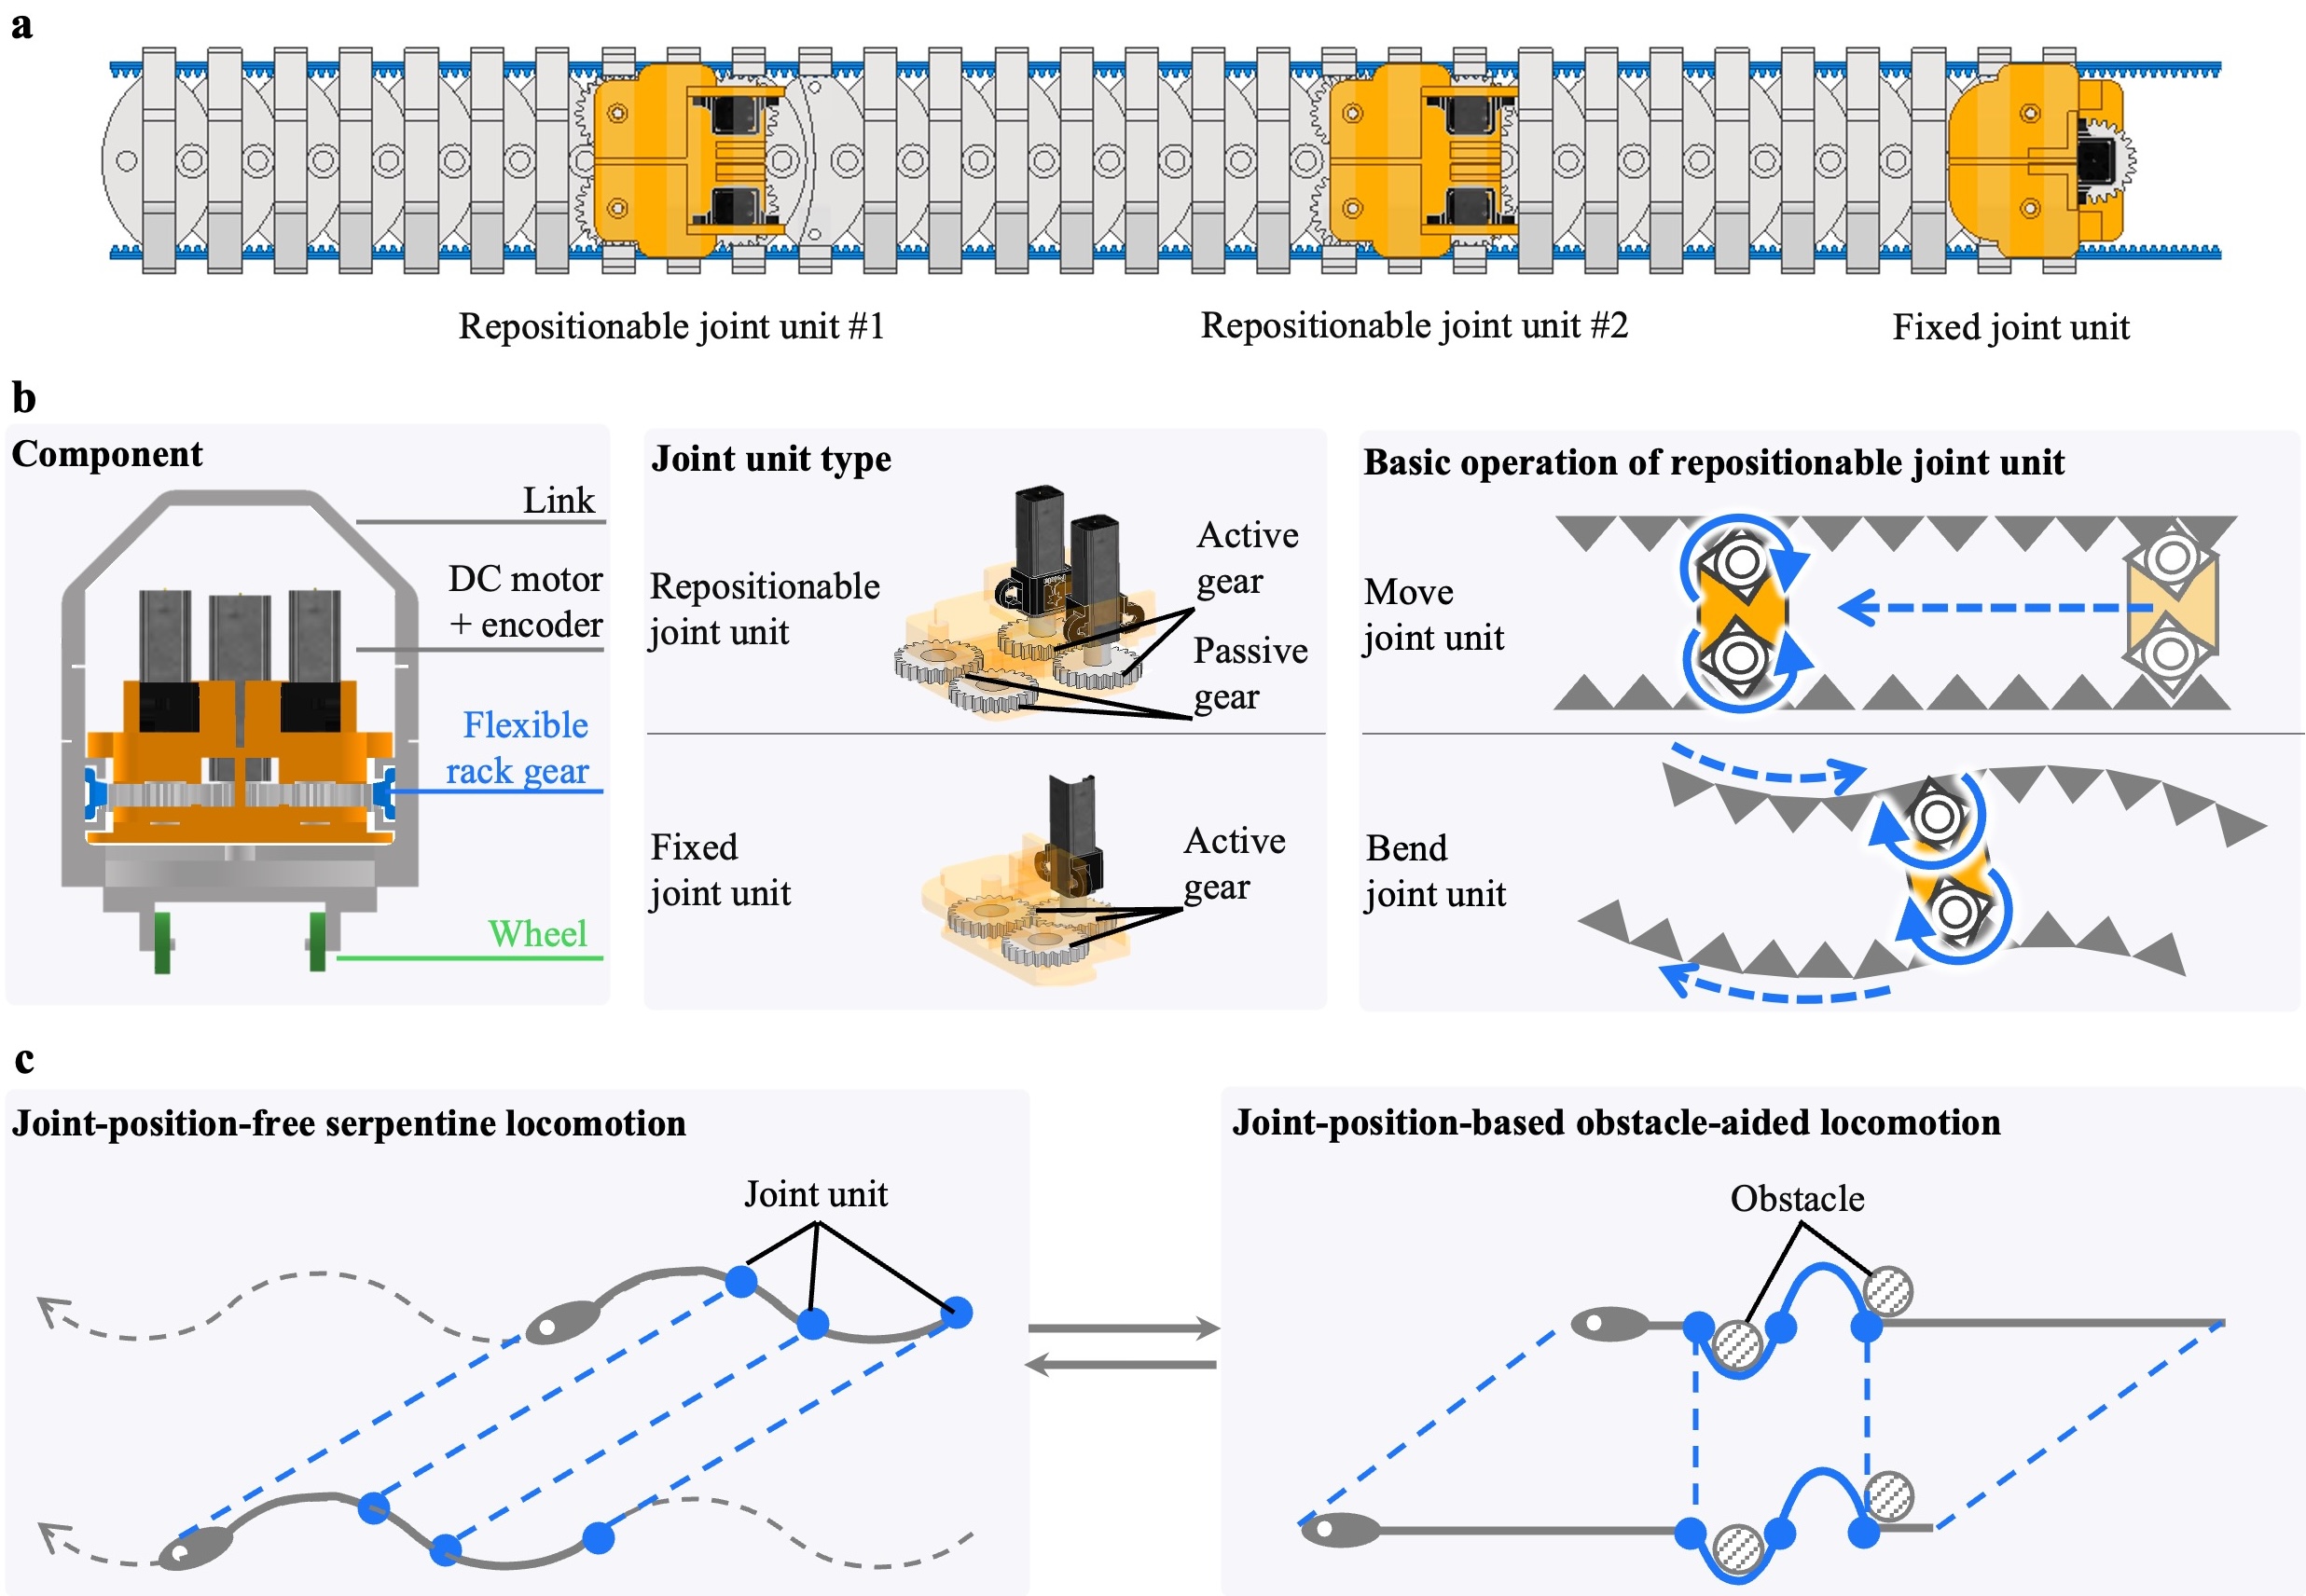 a
Repositionable joint unit #1
Repositionable joint unit #2
Fixed joint unit
b
Component
Link
DC motor
+ encoder
Flexible
rack gear
Wheel
Joint unit type
Repositionable
joint unit
Active
gear
Passive
gear
Fixed
joint unit
Active
gear
Basic operation of repositionable joint unit
Move
joint unit
Bend
joint unit
c
Joint-position-free serpentine locomotion
Joint unit
Joint-position-based obstacle-aided locomotion
Obstacle